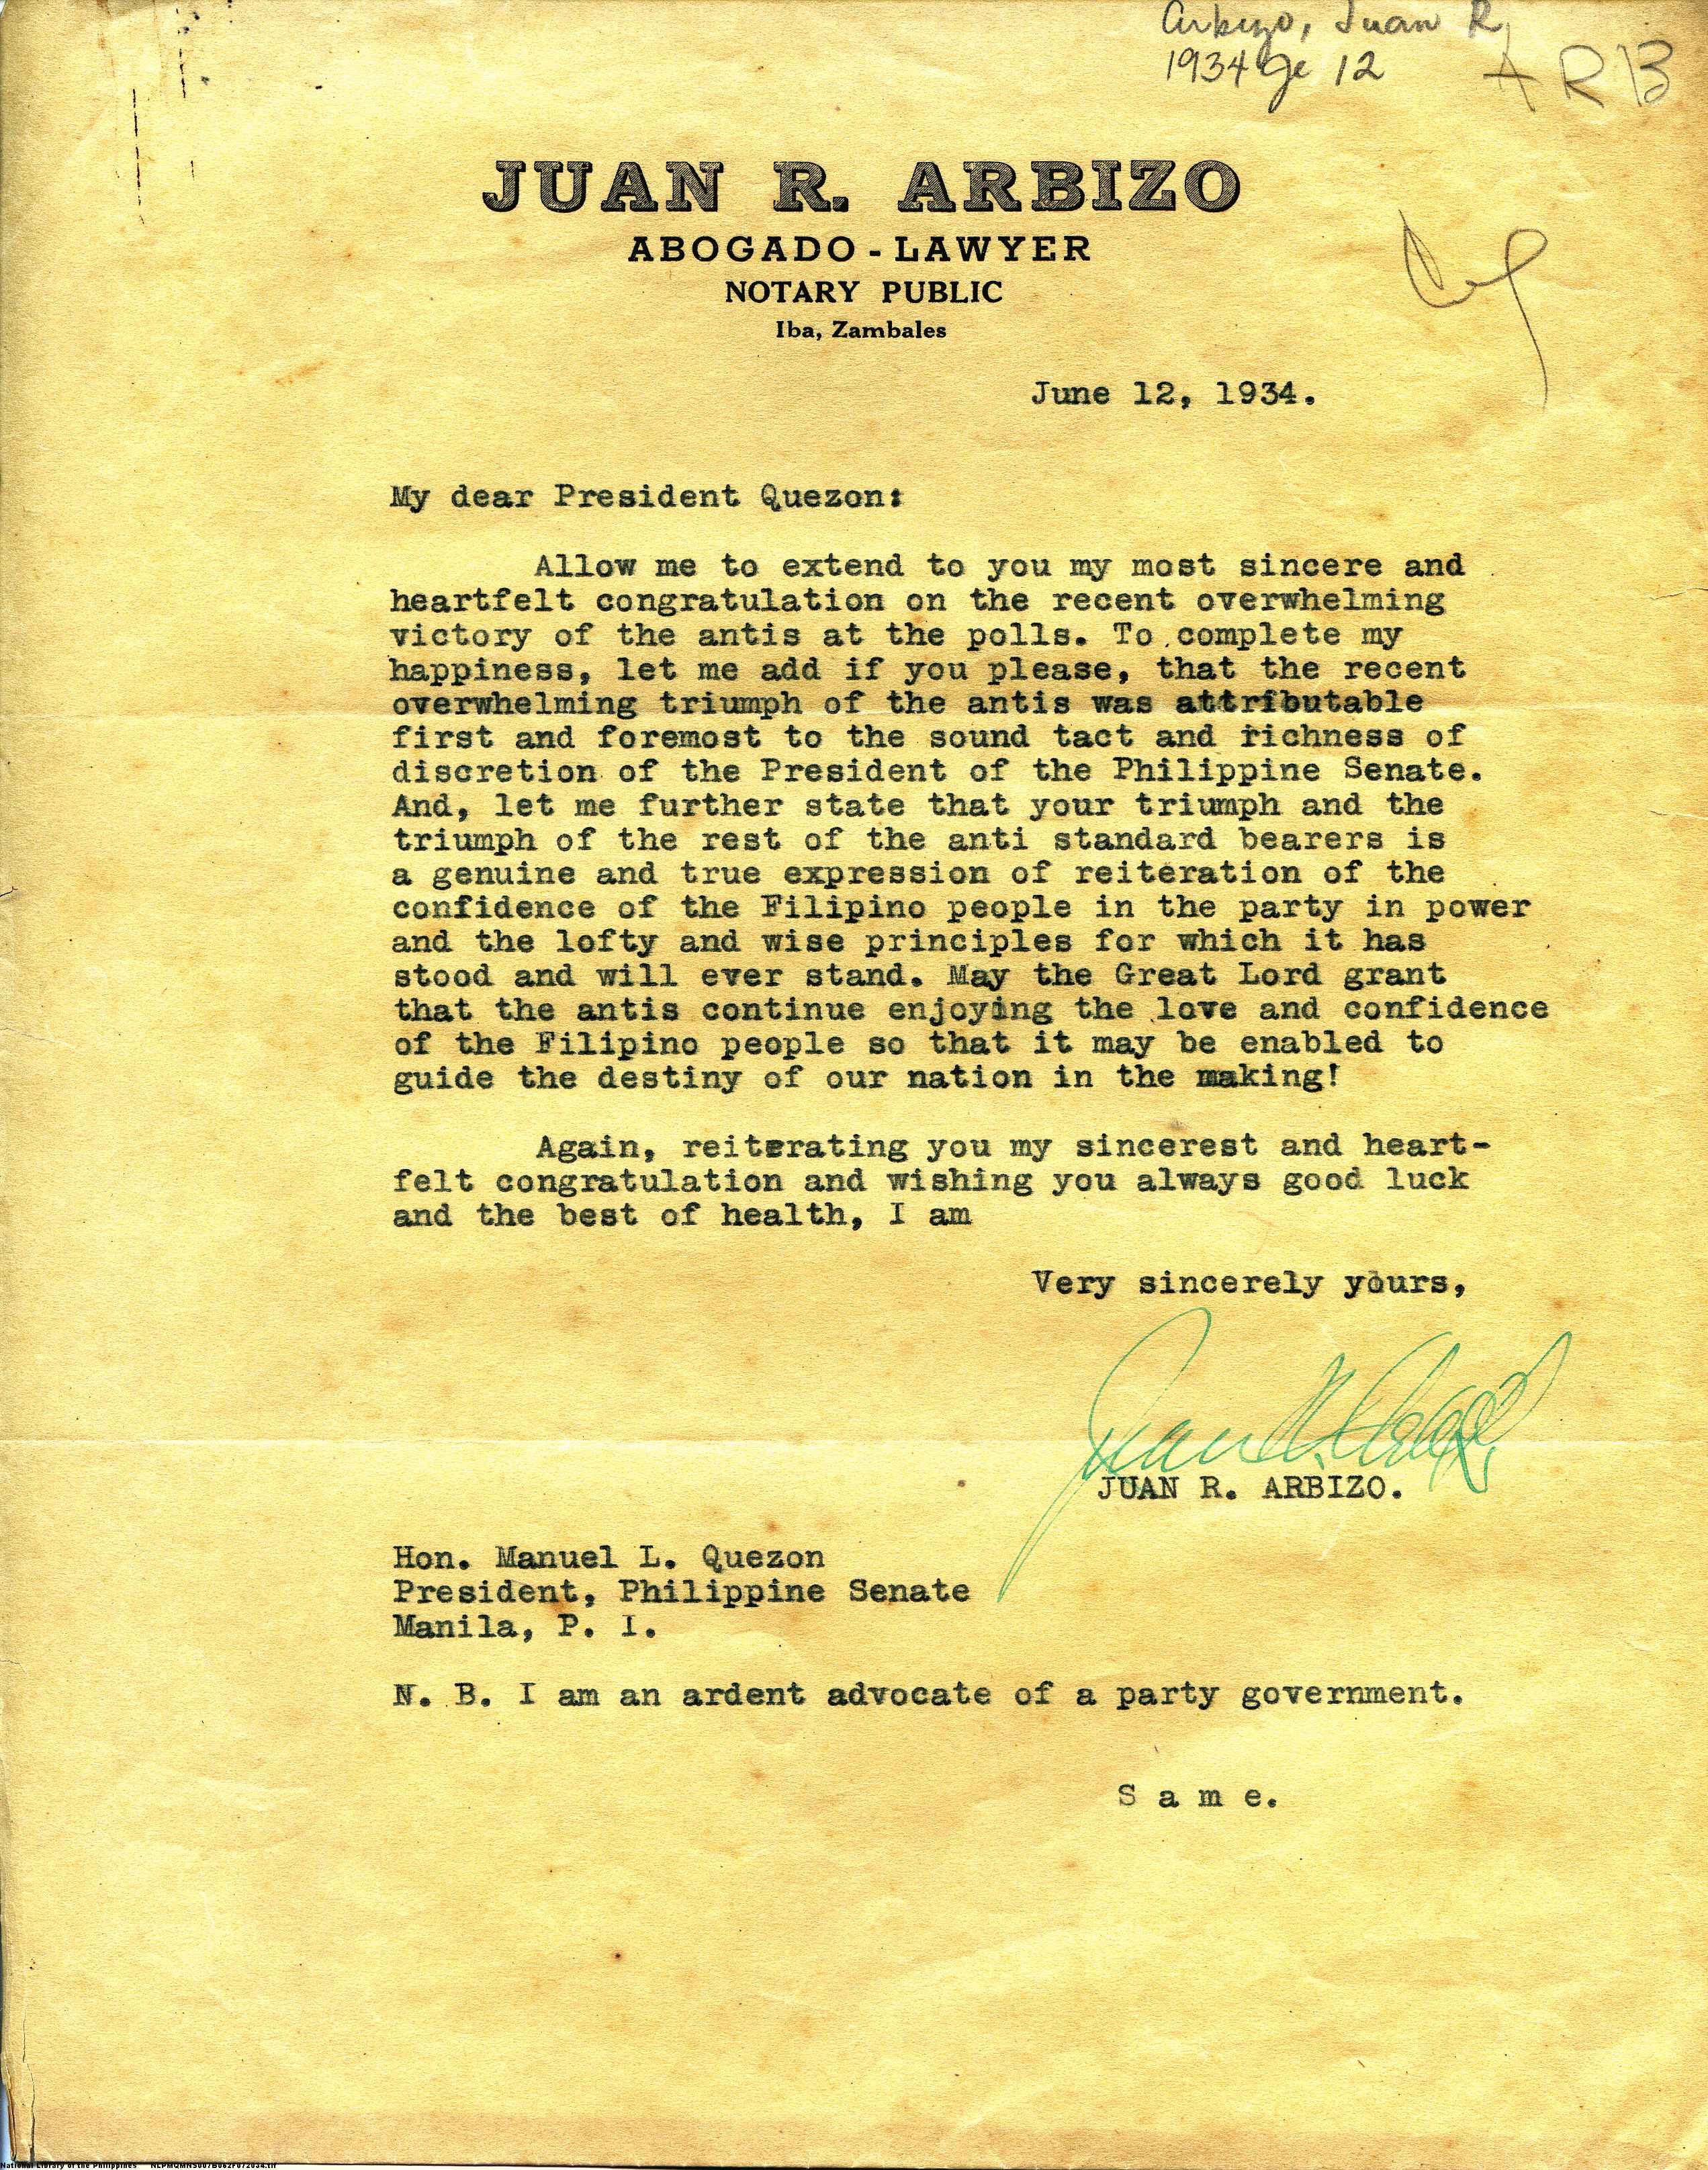 Arbizo, Juan R.
1934 Je 12
ARB
JUAN R. ARBIZO
ABOGADO - LAWYER
NOTARY PUBLIC
Iba, Zambales
June 12, 1934.
My dear President Quezon:
Allow me to extend to you my most sincere and
heartfelt congratulation on the recent overwhelming
victory of the antis at the polls. To complete my
happiness, let me add if you please, that the recent
overwhelming triumph of the antis was attributable
first and foremost to the sound tact and richness of
discretion of the President of the Philippine Senate.
And, let me further state that your triumph and the
triumph of the rest of the anti standard bearers is
a genuine and true expression of reiteration of the
confidence of the Filipino people in the party in power
and the lofty and wise principles for which it has
stood and will ever stand. May the Great Lord grant
that the antis continue enjoying the love and confidence
of the Filipino people so that it may be enabled to
guide the destiny of our nation in the making!
Again, reiterating you my sincerest and heart-
felt congratulation and wishing you always good luck
and the best of health, I am
Very sincerely yours,
Juan R. Arbizo
JUAN R. ARBIZO.
Hon. Manuel L. Quezon
President, Philippine Senate
Manila, P. I.
N. B. I am an ardent advocate of a party government.
S a m e.
National Library of the Philippines